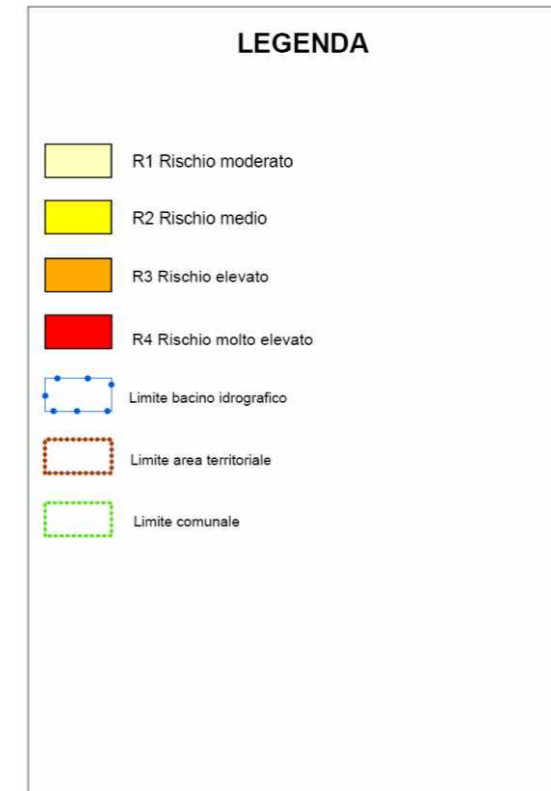 LEGENDA
R1 Rischio moderato
R2 Rischio medio
R3 Rischio elevato
R4 Rischio molto elevato
Limite bacino idrografico
Limite area territoriale
Limite comunale